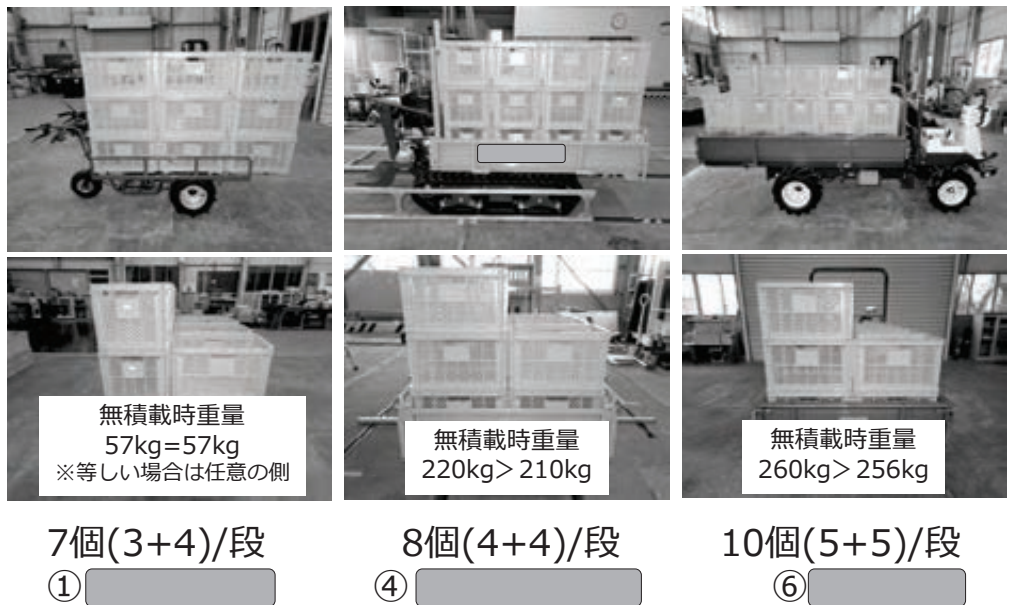 無積載時重量
57kg=57kg
※等しい場合は任意の側
無積載時重量
220kg＞210kg
無積載時重量
260kg＞256kg
7個(3+4)/段
8個(4+4)/段
10個(5+5)/段
①
④
⑥